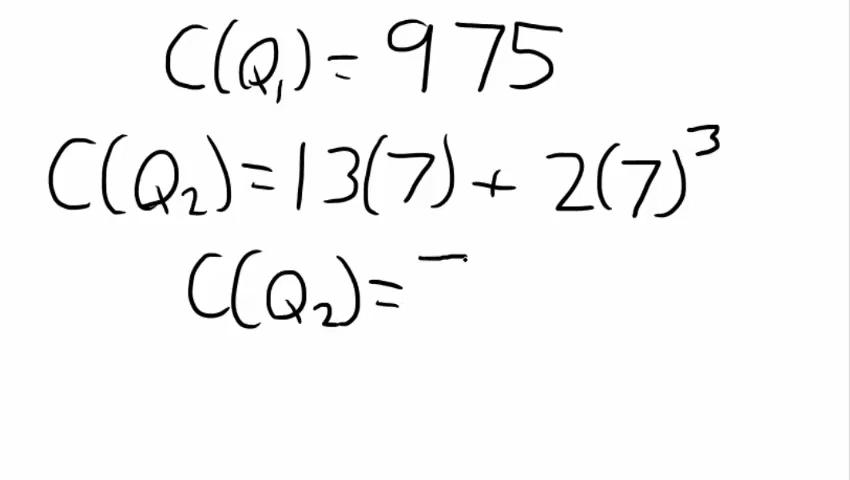 C(Q₁) = 975
C(Q₂) = 13(7) + 2(7)³
C(Q₂) =